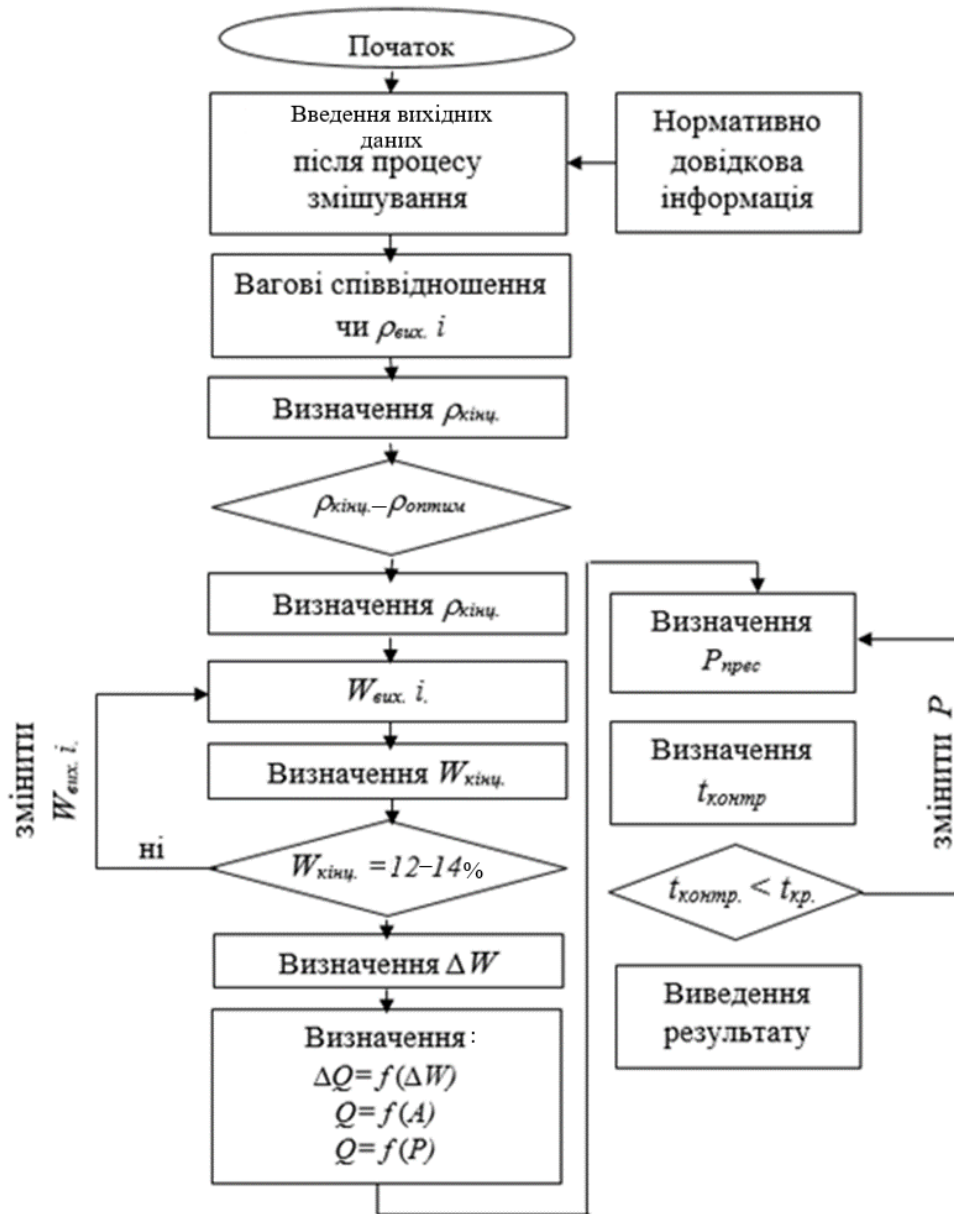 Початок
Введення вихідних
даних
після процесу
змішування
Нормативно
довідкова
інформація
Вагові співвідношення
чи ρвих. i
Визначення ρкінц.
ρкінц.–ρоптим
Визначення ρкінц.
Wвих. i.
Визначення Wкінц.
змінити
Wвих. i.
ні
Wкінц. =12–14%
Визначення ΔW
Визначення:
ΔQ=f(ΔW)
Q=f(A)
Q=f(P)
Визначення
Pпрес
Визначення
tконтр
змінити P
tконтр. < tкр.
Виведення
результату